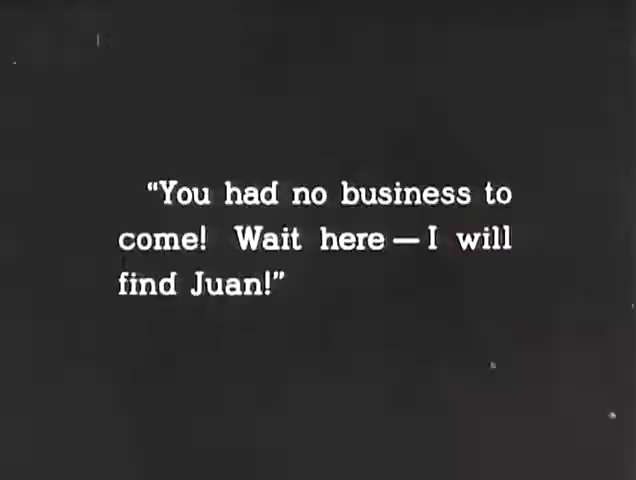 “You had no business to
come! Wait here — I will
find Juan!”